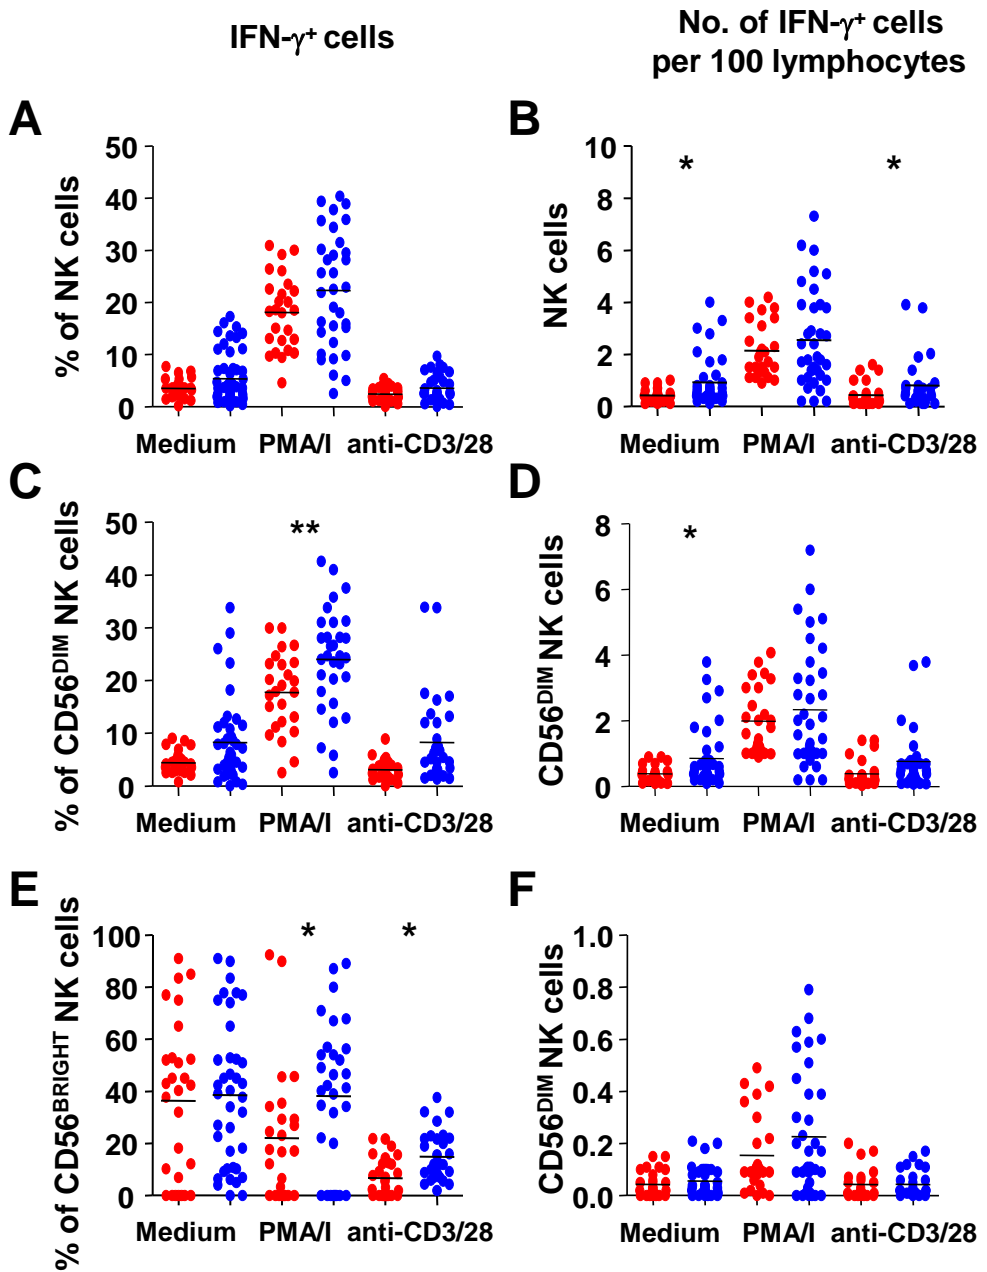 IFN-γ⁺ cells
No. of IFN-γ⁺ cells
per 100 lymphocytes
A
% of NK cells
50
40
30
20
10
0
Medium PMA/I anti-CD3/28
B
NK cells
10
8
6
4
2
0
* *
Medium PMA/I anti-CD3/28
C
% of CD56ᴰᴵᴹ NK cells
50
40
30
20
10
0
**
Medium PMA/I anti-CD3/28
D
CD56ᴰᴵᴹ NK cells
8
6
4
2
0
*
Medium PMA/I anti-CD3/28
E
% of CD56ᴮᴿᴵᴳᴴᵀ NK cells
100
80
60
40
20
0
* *
Medium PMA/I anti-CD3/28
F
CD56ᴰᴵᴹ NK cells
1.0
0.8
0.6
0.4
0.2
0.0
Medium PMA/I anti-CD3/28